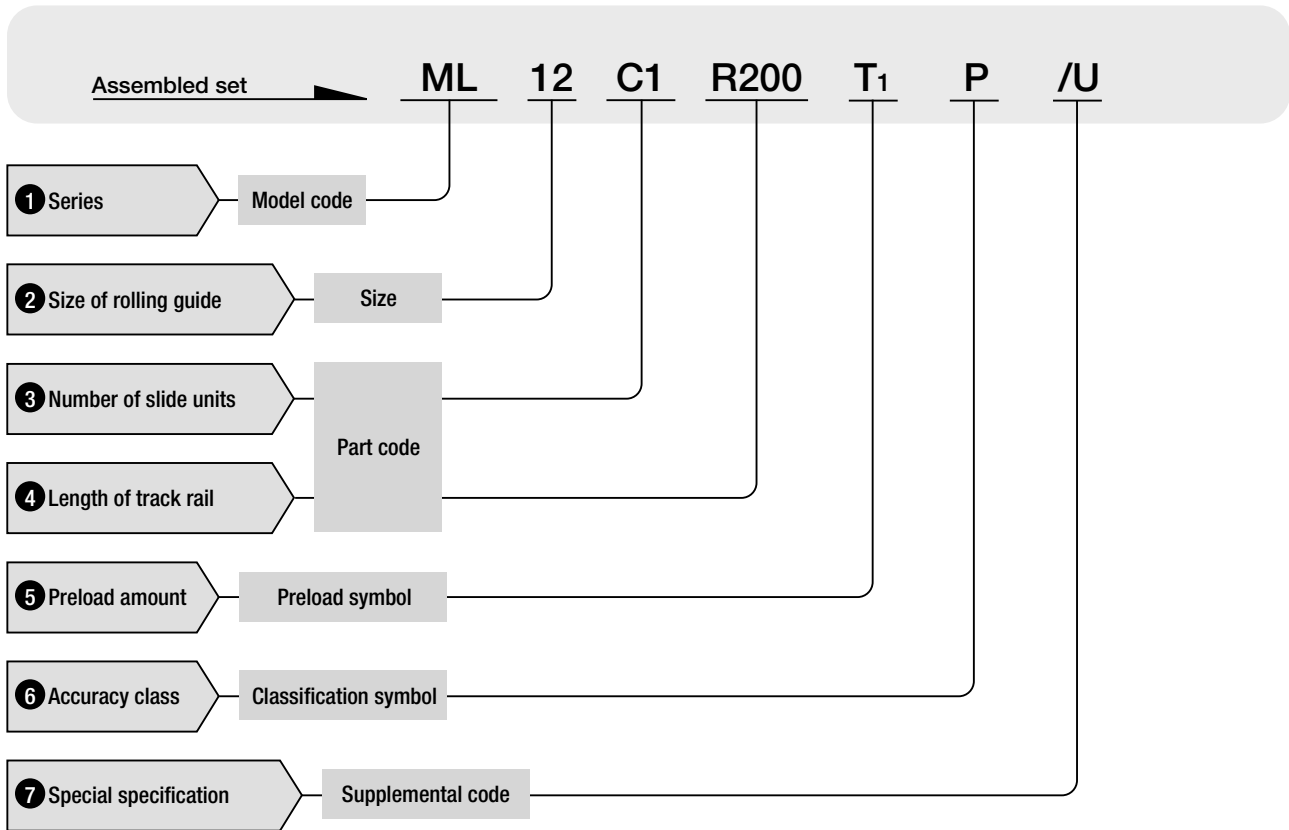 Assembled set ML 12 C1 R200 T1 P /U
1 Series Model code
2 Size of rolling guide Size
3 Number of slide units
Part code
4 Length of track rail
5 Preload amount Preload symbol
6 Accuracy class Classification symbol
7 Special specification Supplemental code